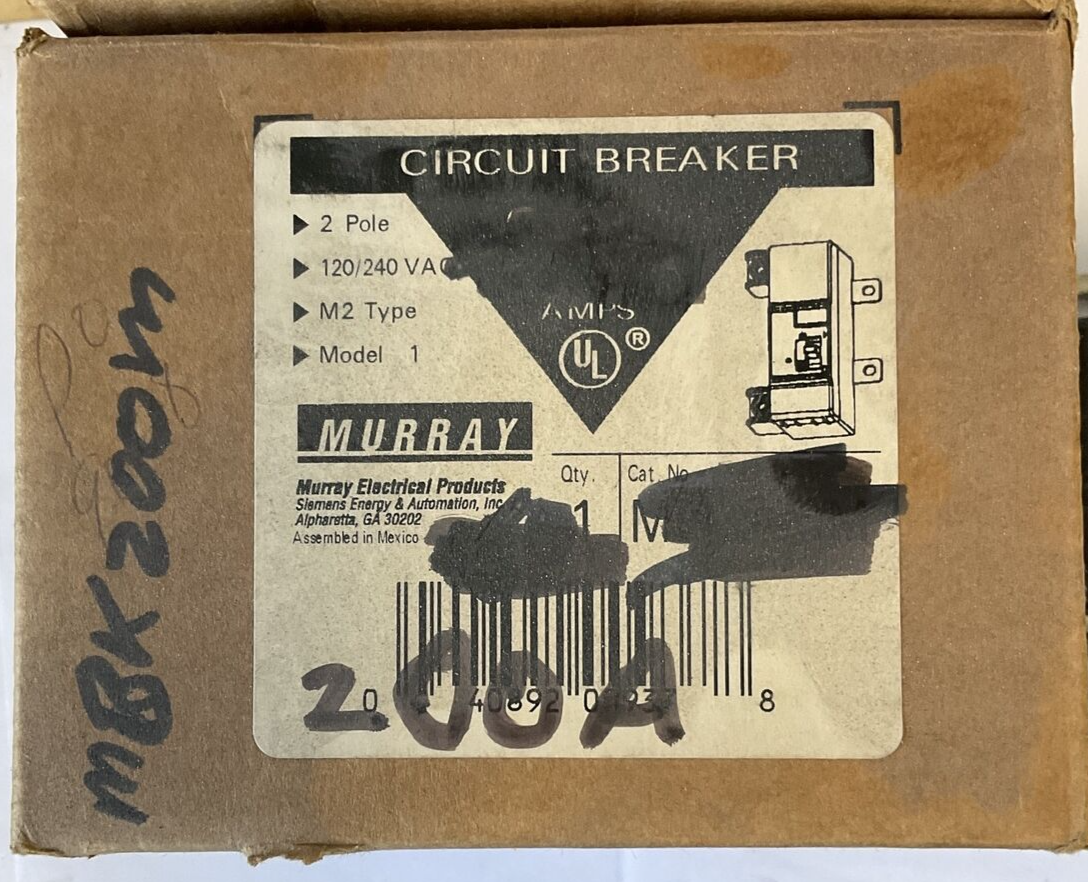 CIRCUIT BREAKER
2 Pole
120/240 VAC
M2 Type
Model 1
AMPS
UL ®
MURRAY
Murray Electrical Products
Siemens Energy & Automation, Inc
Alpharetta, GA 30202
Assembled in Mexico
Qty.
1
Cat. No
M
0 40892 8
200A
MBK200M